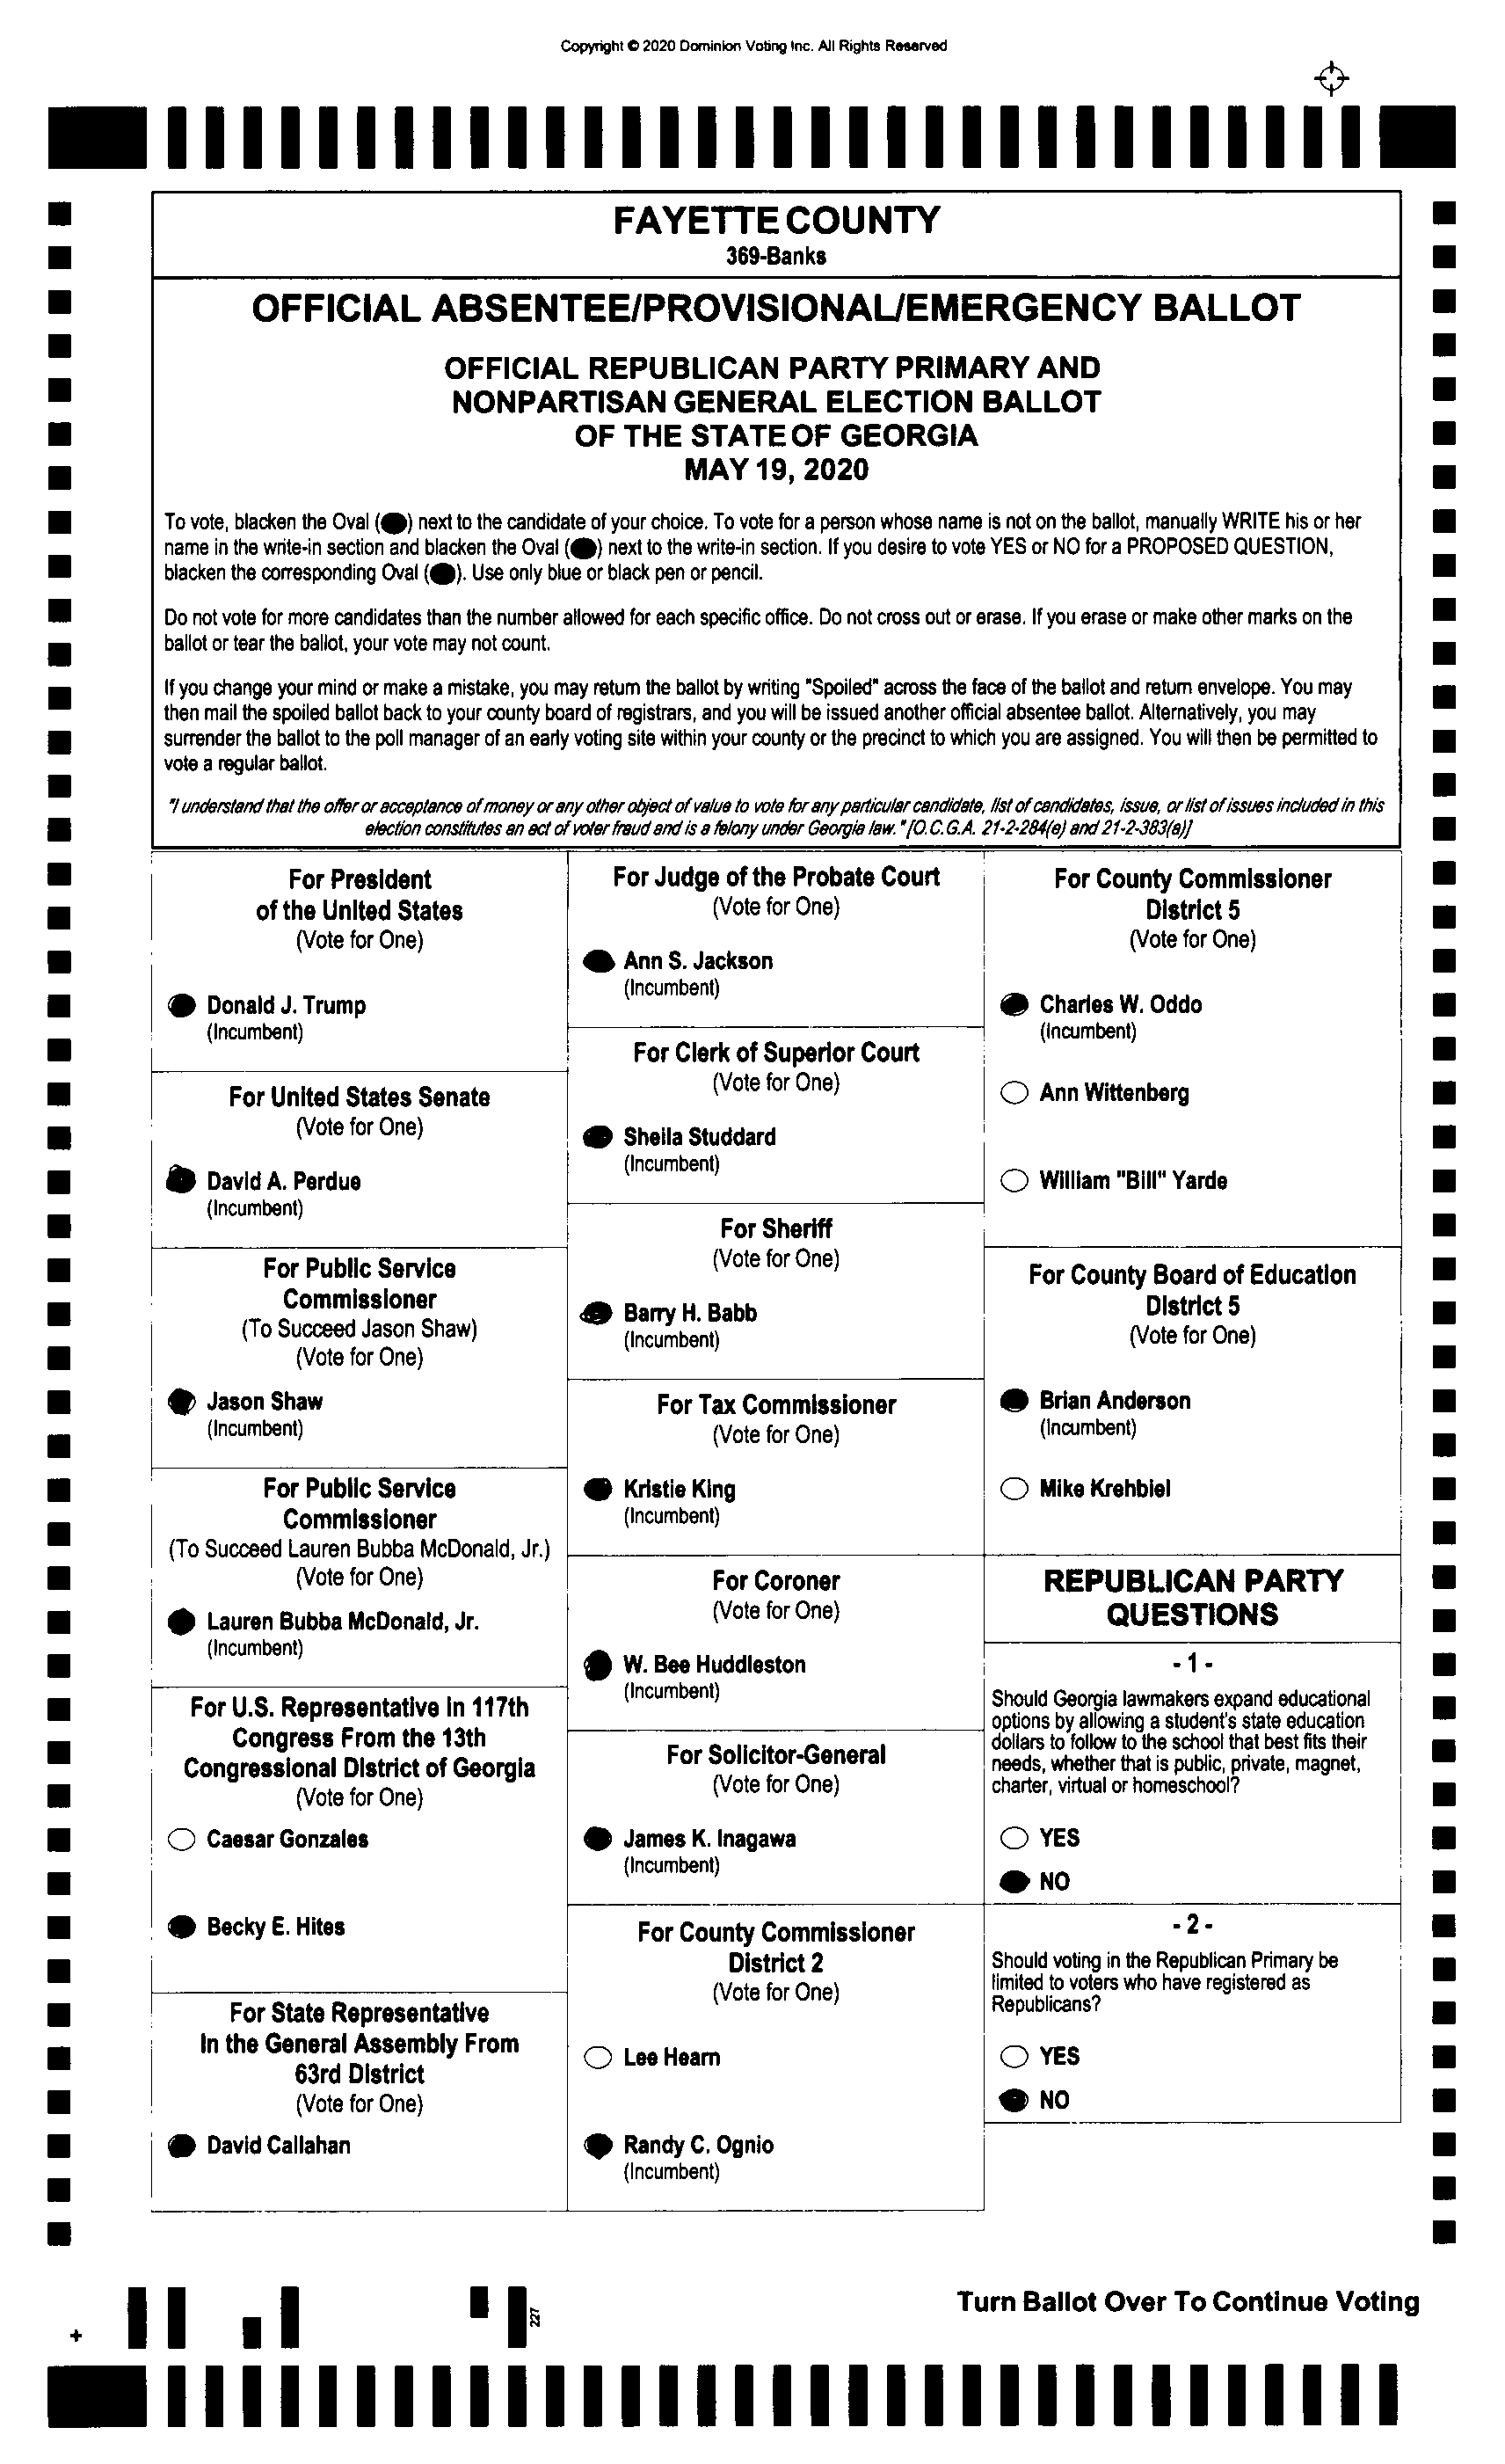 Copyright © 2020 Dominion Voting Inc. All Rights Reserved
FAYETTE COUNTY
369-Banks
OFFICIAL ABSENTEE/PROVISIONAL/EMERGENCY BALLOT
OFFICIAL REPUBLICAN PARTY PRIMARY AND
NONPARTISAN GENERAL ELECTION BALLOT
OF THE STATE OF GEORGIA
MAY 19, 2020
To vote, blacken the Oval (●) next to the candidate of your choice. To vote for a person whose name is not on the ballot, manually WRITE his or her
name in the write-in section and blacken the Oval (●) next to the write-in section. If you desire to vote YES or NO for a PROPOSED QUESTION,
blacken the corresponding Oval (●). Use only blue or black pen or pencil.
Do not vote for more candidates than the number allowed for each specific office. Do not cross out or erase. If you erase or make other marks on the
ballot or tear the ballot, your vote may not count.
If you change your mind or make a mistake, you may return the ballot by writing "Spoiled" across the face of the ballot and return envelope. You may
then mail the spoiled ballot back to your county board of registrars, and you will be issued another official absentee ballot. Alternatively, you may
surrender the ballot to the poll manager of an early voting site within your county or the precinct to which you are assigned. You will then be permitted to
vote a regular ballot.
"I understand that the offer or acceptance of money or any other object of value to vote for any particular candidate, list of candidates, issue, or list of issues included in this
election constitutes an act of voter fraud and is a felony under Georgia law." [O.C.G.A. 21-2-284(e) and 21-2-383(a)]
For President
of the United States
(Vote for One)
Donald J. Trump
(Incumbent)
For United States Senate
(Vote for One)
David A. Perdue
(Incumbent)
For Public Service
Commissioner
(To Succeed Jason Shaw)
(Vote for One)
Jason Shaw
(Incumbent)
For Public Service
Commissioner
(To Succeed Lauren Bubba McDonald, Jr.)
(Vote for One)
Lauren Bubba McDonald, Jr.
(Incumbent)
For U.S. Representative in 117th
Congress From the 13th
Congressional District of Georgia
(Vote for One)
Caesar Gonzales
Becky E. Hites
For State Representative
In the General Assembly From
63rd District
(Vote for One)
David Callahan
For Judge of the Probate Court
(Vote for One)
Ann S. Jackson
(Incumbent)
For Clerk of Superior Court
(Vote for One)
Sheila Studdard
(Incumbent)
For Sheriff
(Vote for One)
Barry H. Babb
(Incumbent)
For Tax Commissioner
(Vote for One)
Kristie King
(Incumbent)
For Coroner
(Vote for One)
W. Bee Huddleston
(Incumbent)
For Solicitor-General
(Vote for One)
James K. Inagawa
(Incumbent)
For County Commissioner
District 2
(Vote for One)
Lee Hearn
Randy C. Ognio
(Incumbent)
For County Commissioner
District 5
(Vote for One)
Charles W. Oddo
(Incumbent)
Ann Wittenberg
William "Bill" Yarde
For County Board of Education
District 5
(Vote for One)
Brian Anderson
(Incumbent)
Mike Krehbiel
REPUBLICAN PARTY
QUESTIONS
- 1 -
Should Georgia lawmakers expand educational
options by allowing a student's state education
dollars to follow to the school that best fits their
needs, whether that is public, private, magnet,
charter, virtual or homeschool?
YES
NO
- 2 -
Should voting in the Republican Primary be
limited to voters who have registered as
Republicans?
YES
NO
Turn Ballot Over To Continue Voting
227
+